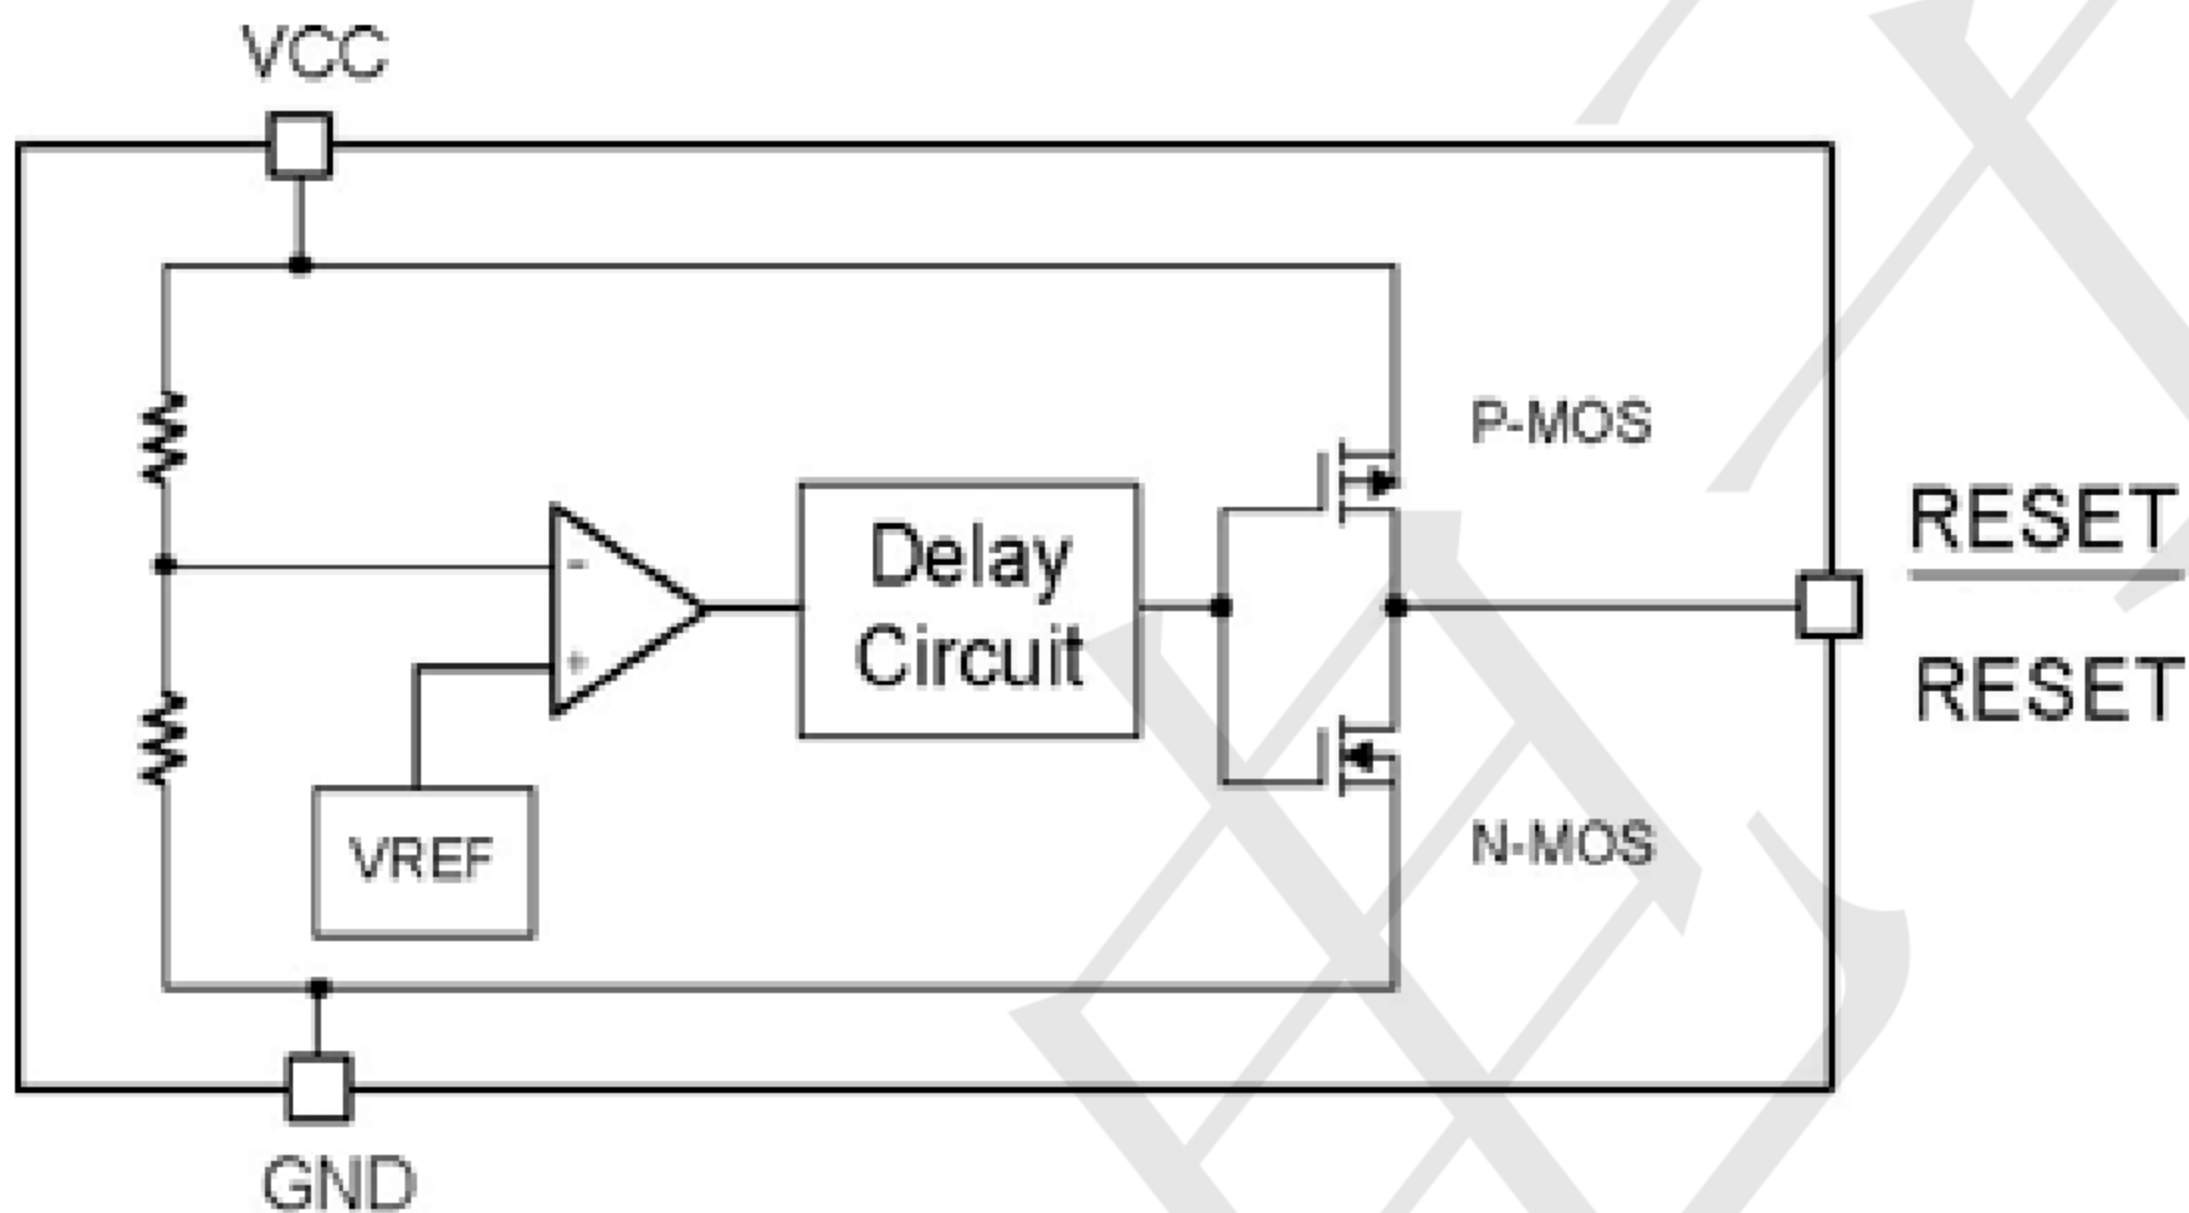 VCC
P-MOS
RESET
Delay
Circuit
-
+
RESET
VREF
N-MOS
GND